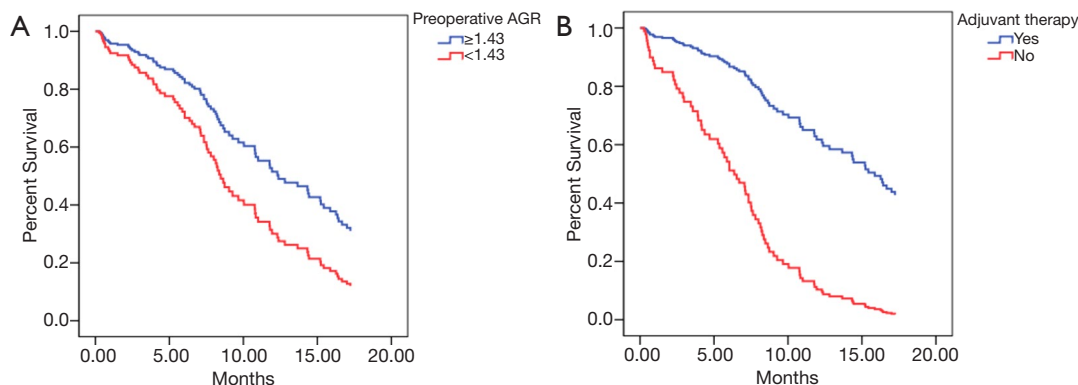 A
Preoperative AGR
≥1.43
<1.43
1.0
0.8
0.6
0.4
0.2
0.0
Percent Survival
0.00 5.00 10.00 15.00 20.00
Months
B
Adjuvant therapy
Yes
No
1.0
0.8
0.6
0.4
0.2
0.0
Percent Survival
0.00 5.00 10.00 15.00 20.00
Months